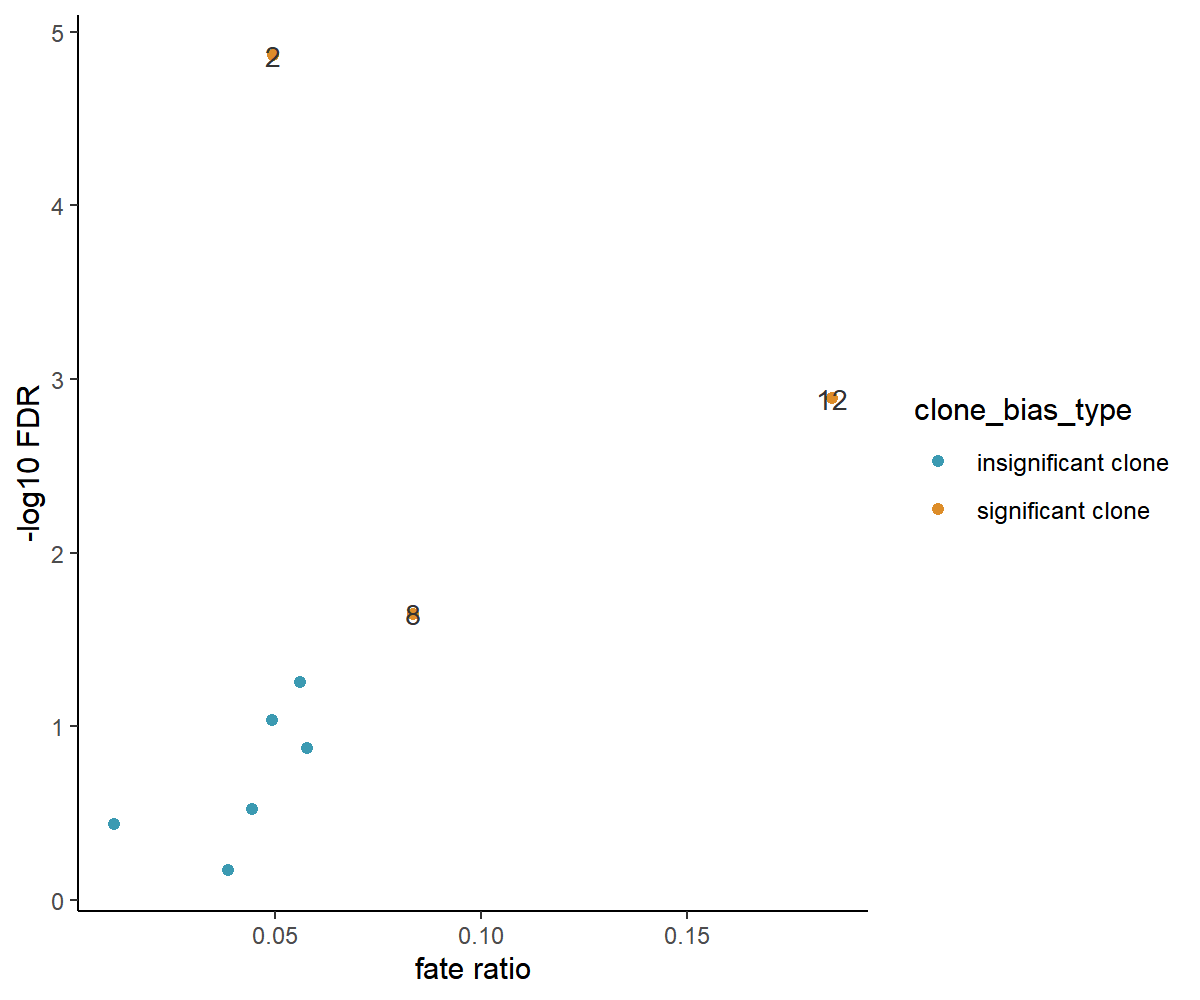 5
4
3
2
1
0
-log10 FDR
2
12
8
0.05
0.10
0.15
fate ratio
clone_bias_type
insignificant clone
significant clone